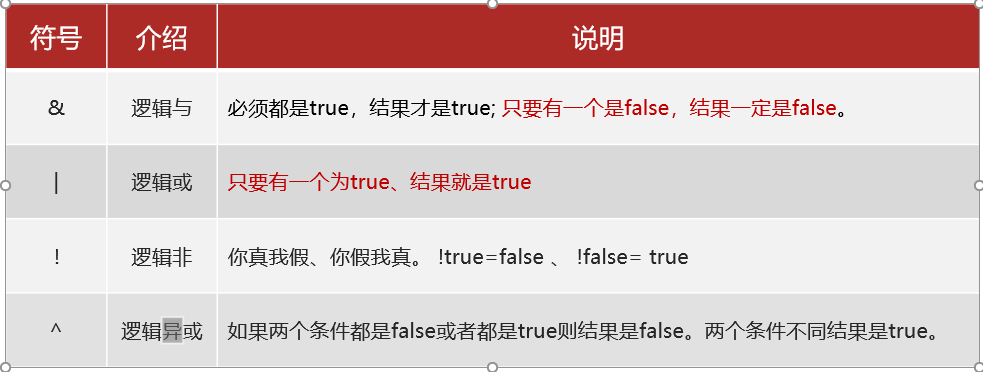 符号 介绍 说明
& 逻辑与 必须都是true，结果才是true; 只要有一个是false，结果一定是false。
| 逻辑或 只要有一个为true、结果就是true
! 逻辑非 你真我假、你假我真。 !true=false 、 !false= true
^ 逻辑异或 如果两个条件都是false或者都是true则结果是false。两个条件不同结果是true。